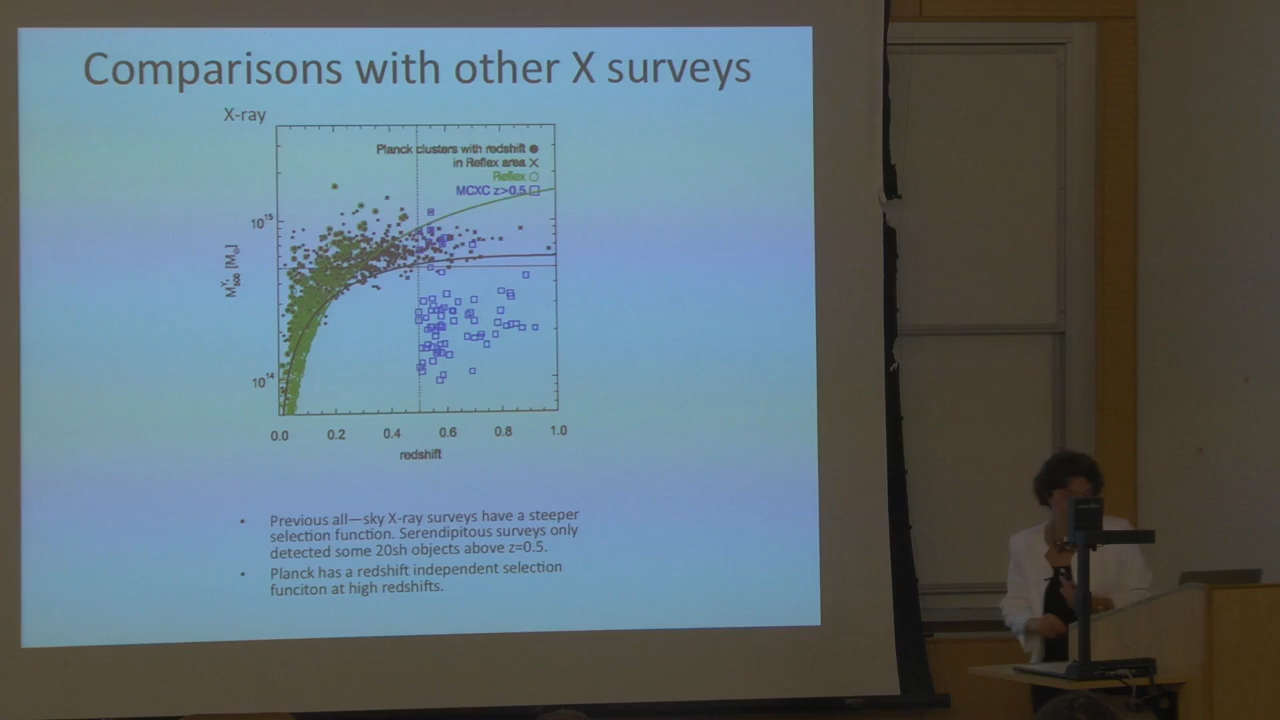 Comparisons with other X surveys
X-ray
Planck clusters with redshift
in Reflex area
Reflex
MCXC z>0.5
10^15
M^Y_500 [M_⊙]
10^14
0.0 0.2 0.4 0.6 0.8 1.0
redshift
• Previous all—sky X-ray surveys have a steeper
selection function. Serendipitous surveys only
detected some 20sh objects above z=0.5.
• Planck has a redshift independent selection
funciton at high redshifts.